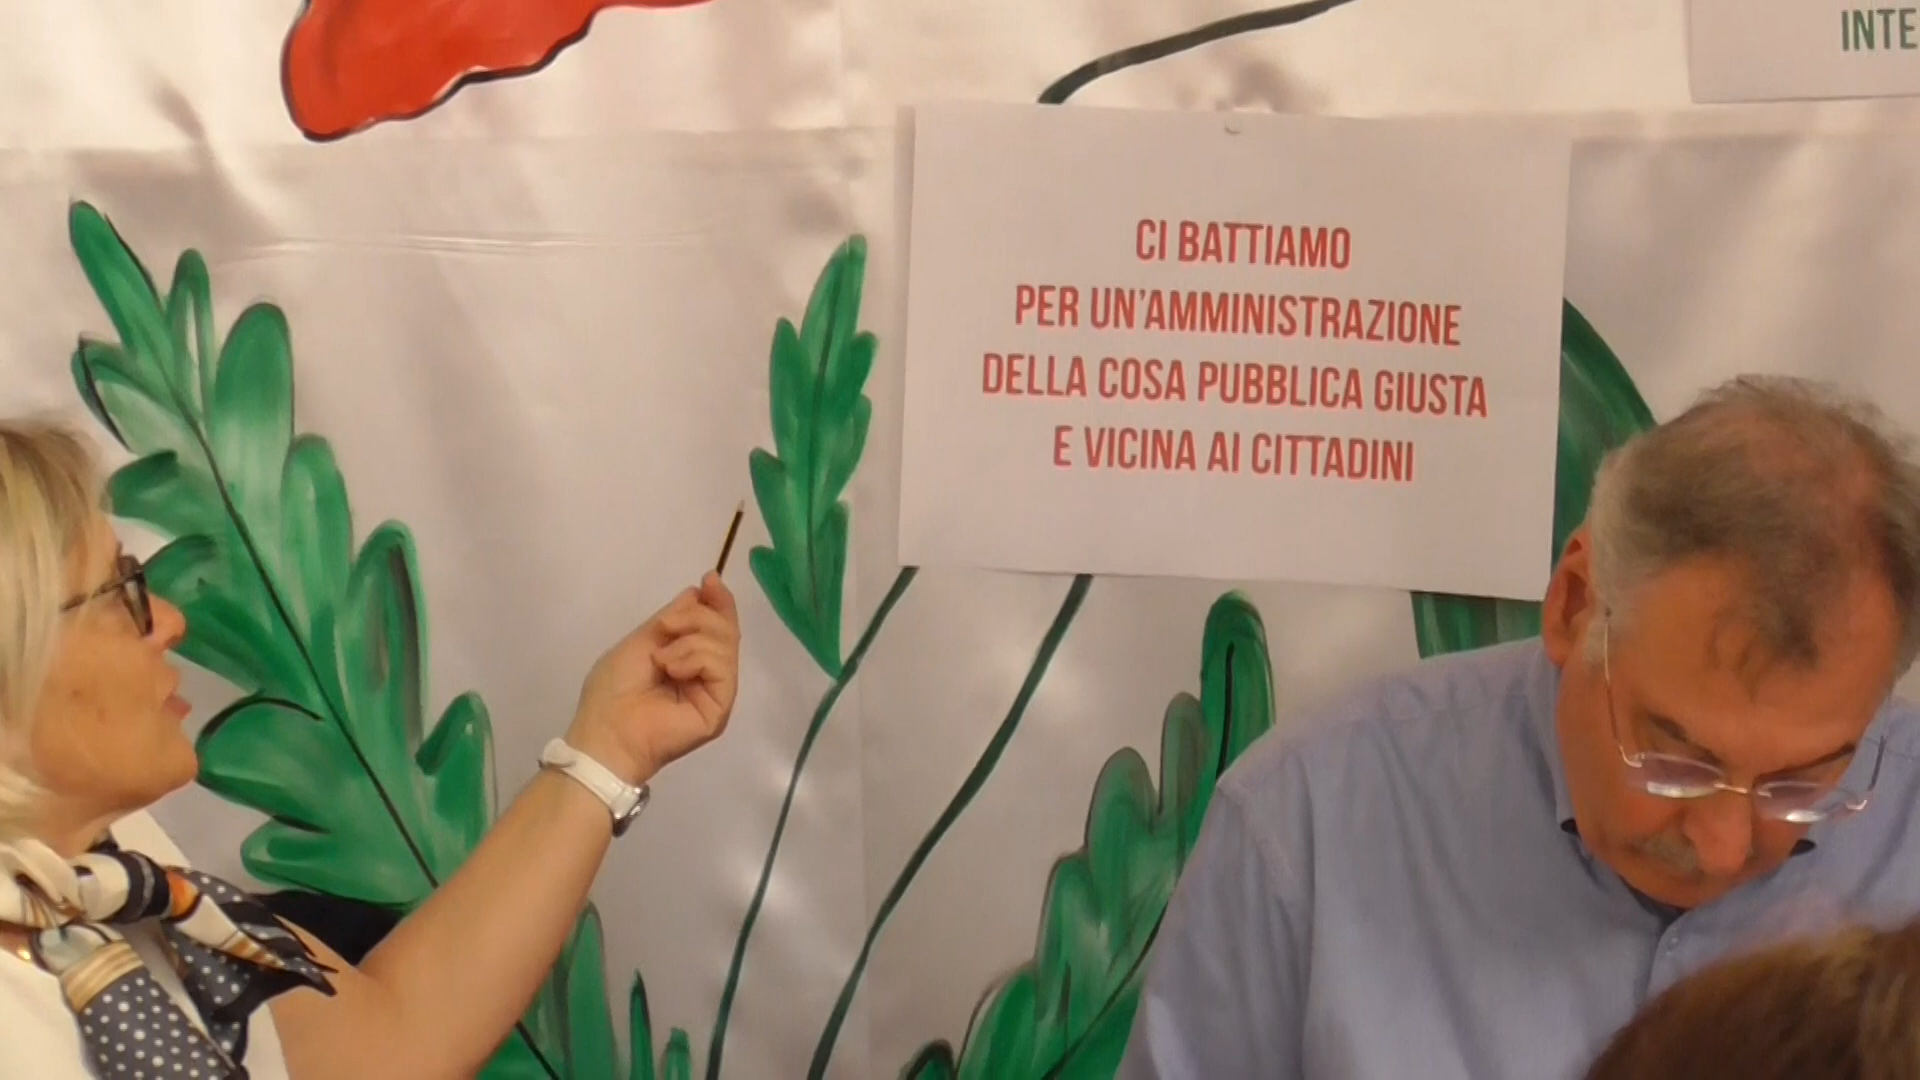 INTE
CI BATTIAMO
PER UN'AMMINISTRAZIONE
DELLA COSA PUBBLICA GIUSTA
E VICINA AI CITTADINI